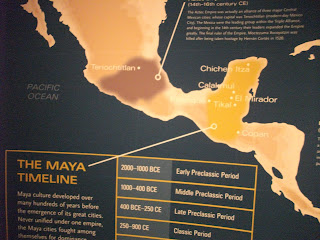 (14th-16th century CE)
The Aztec Empire was actually an alliance of three major Central
Mexican cities, whose capital was Tenochtitlan (modern-day Mexico
City). The Mexica were the leading group within the Triple Alliance
and beginning in the 14th century their leaders expanded the Empire
greatly. The final ruler of the Empire, Moctezuma Xocoyotzin was
killed after being taken hostage by Hernan Cortés in 1520.
Tenochtitlan
PACIFIC
OCEAN
Chichen Itza
Calakmul
El Mirador
Tikal
Copan
THE MAYA
TIMELINE
Maya culture developed over
many hundreds of years before
the emergence of its great cities.
Never unified under one empire,
the Maya cities fought among
themselves for dominance
2000–1000 BCE Early Preclassic Period
1000–400 BCE Middle Preclassic Period
400 BCE–250 CE Late Preclassic Period
250–900 CE Classic Period